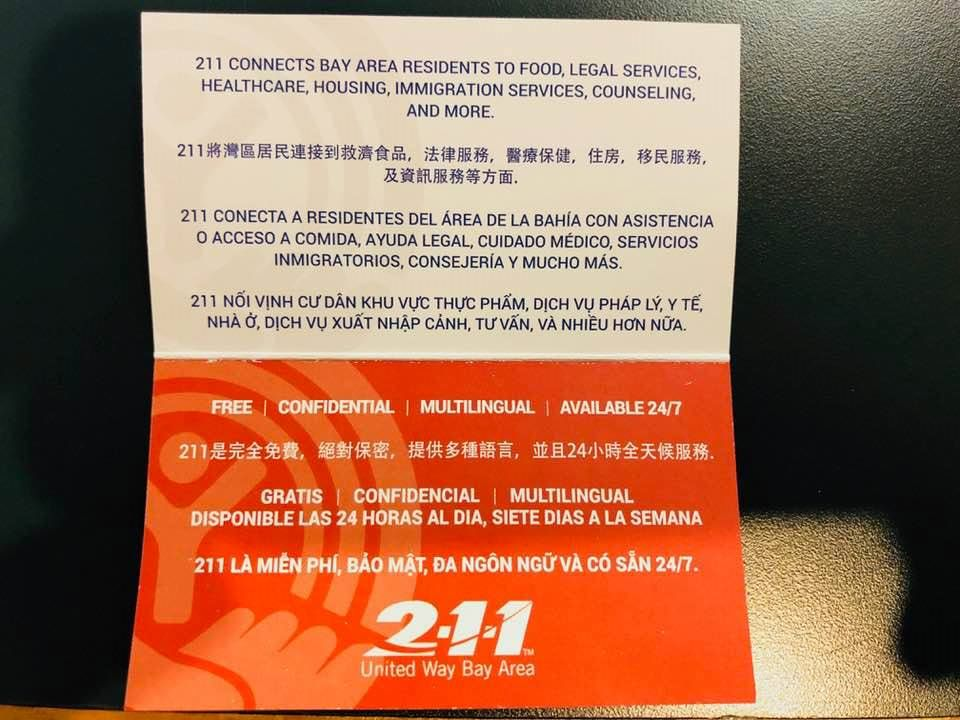 211 CONNECTS BAY AREA RESIDENTS TO FOOD, LEGAL SERVICES,
HEALTHCARE, HOUSING, IMMIGRATION SERVICES, COUNSELING,
AND MORE.
211將灣區居民連接到救濟食品，法律服務，醫療保健，住房，移民服務，
及資訊服務等方面.
211 CONECTA A RESIDENTES DEL ÁREA DE LA BAHÍA CON ASISTENCIA
O ACCESO A COMIDA, AYUDA LEGAL, CUIDADO MÉDICO, SERVICIOS
INMIGRATORIOS, CONSEJERÍA Y MUCHO MÁS.
211 NỐI VỊNH CƯ DÂN KHU VỰC THỰC PHẨM, DỊCH VỤ PHÁP LÝ, Y TẾ,
NHÀ Ở, DỊCH VỤ XUẤT NHẬP CẢNH, TƯ VẤN, VÀ NHIỀU HƠN NỮA.
FREE | CONFIDENTIAL | MULTILINGUAL | AVAILABLE 24/7
211是完全免費，絕對保密，提供多種語言，並且24小時全天候服務.
GRATIS | CONFIDENCIAL | MULTILINGUAL
DISPONIBLE LAS 24 HORAS AL DIA, SIETE DIAS A LA SEMANA
211 LÀ MIỄN PHÍ, BẢO MẬT, ĐA NGÔN NGỮ VÀ CÓ SẴN 24/7.
2-1-1 TM
United Way Bay Area